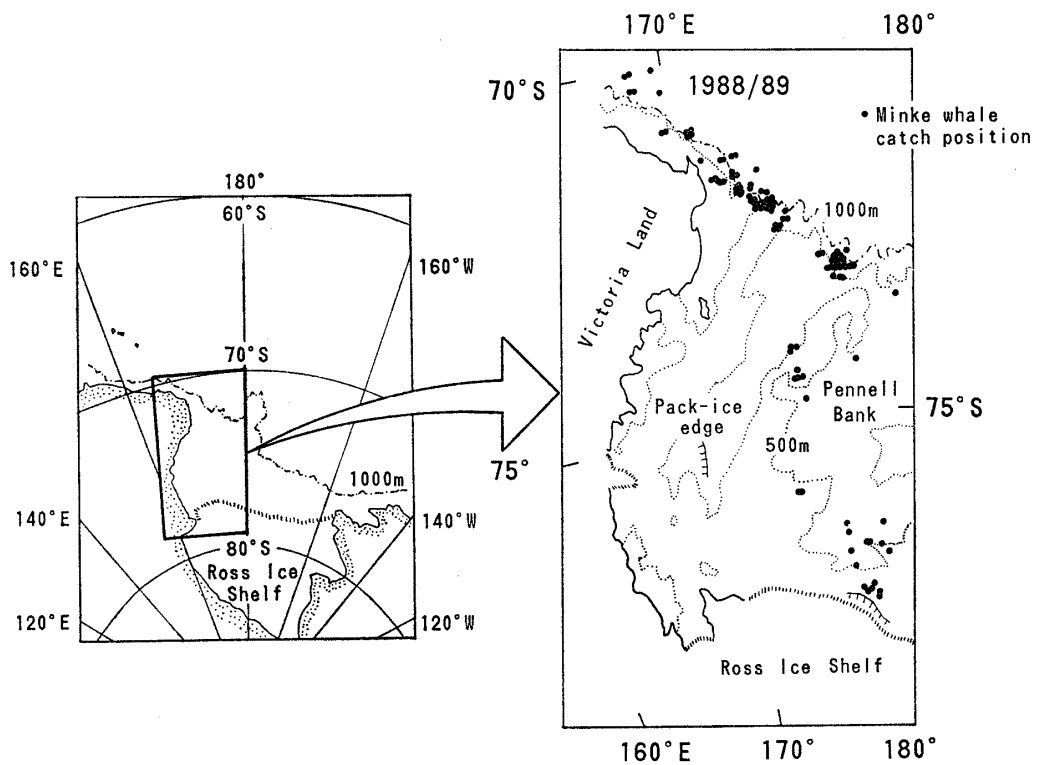 180°
60°S
160°E
160°W
70°S
1000m
140°E
140°W
80°S
Ross Ice
Shelf
120°E
120°W
170°E
180°
70°S
1988/89
Minke whale
catch position
1000m
Victoria Land
Pennell
Bank
75°S
Pack-ice
edge
500m
75°
Ross Ice Shelf
160°E
170°
180°